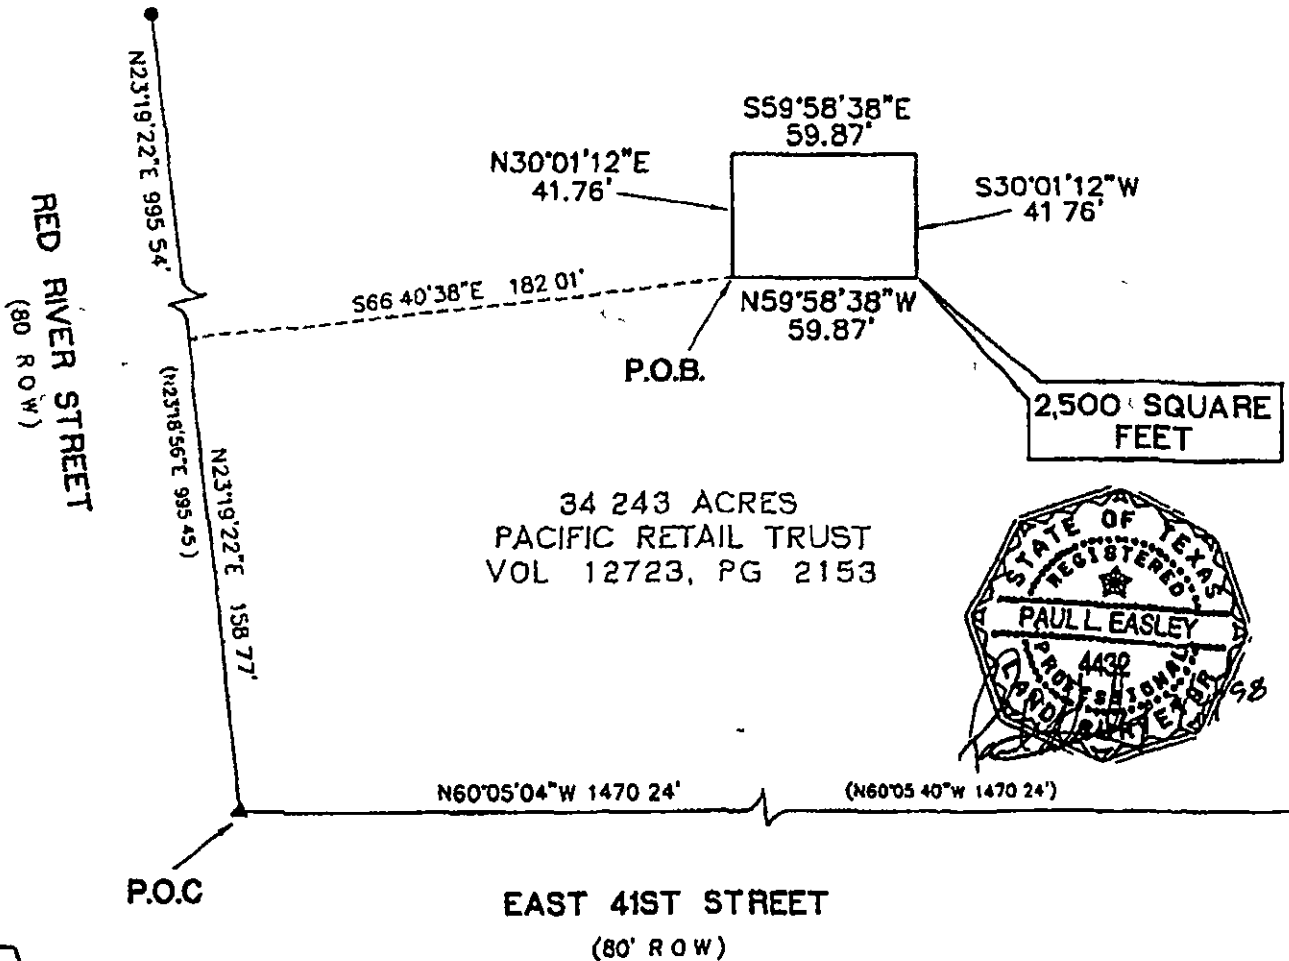 N23°19'22"E 995 54'
RED RIVER STREET
(80 ROW)
S59°58'38"E
59.87'
N30°01'12"E
41.76'
S30°01'12"W
41 76'
S66 40'38"E 182 01'
N59°58'38"W
59.87'
P.O.B.
2,500 SQUARE
FEET
(N23°18'56"E 995 45)
N23°19'22"E 158 77'
34 243 ACRES
PACIFIC RETAIL TRUST
VOL 12723, PG 2153
STATE OF TEXAS
REGISTERED
PAUL L. EASLEY
4432
PROFESSIONAL
LAND SURVEYOR
98
N60°05'04"W 1470 24'
(N60°05 40"W 1470 24')
P.O.C
EAST 41ST STREET
(80' R O W)